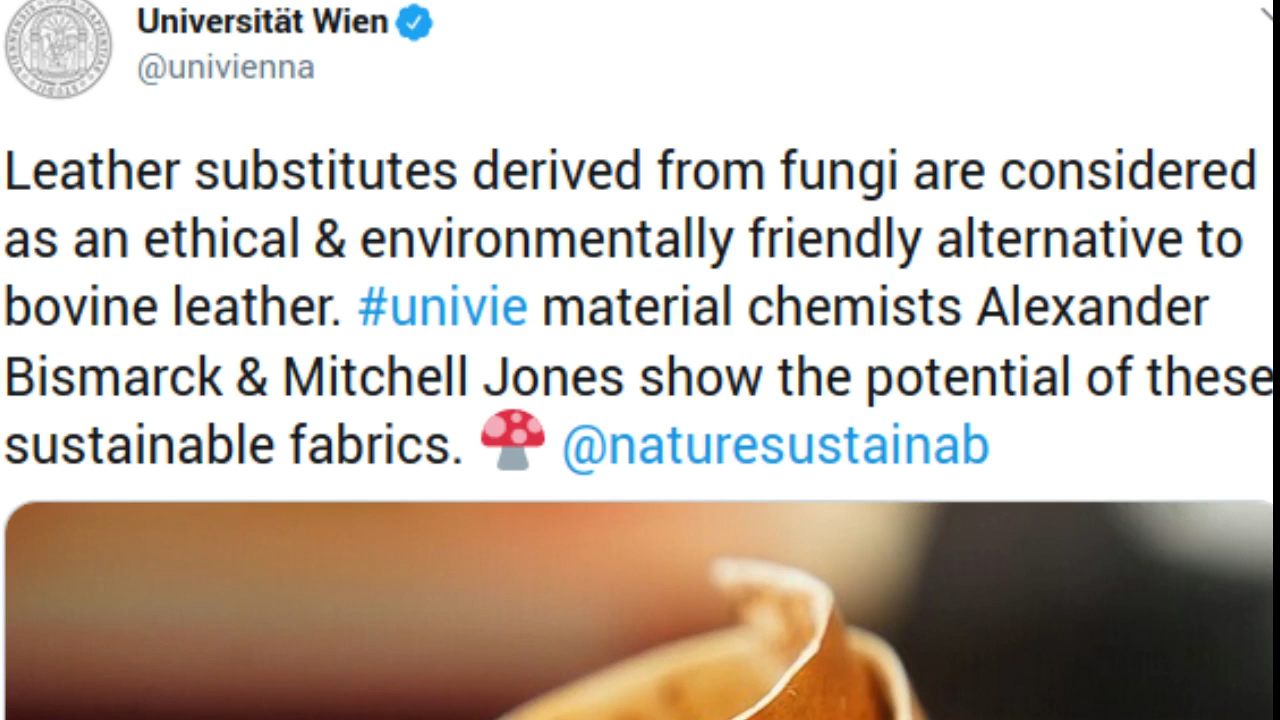 Universität Wien
@univienna
Leather substitutes derived from fungi are considered
as an ethical & environmentally friendly alternative to
bovine leather. #univie material chemists Alexander
Bismarck & Mitchell Jones show the potential of these
sustainable fabrics. 🍄 @naturesustainab